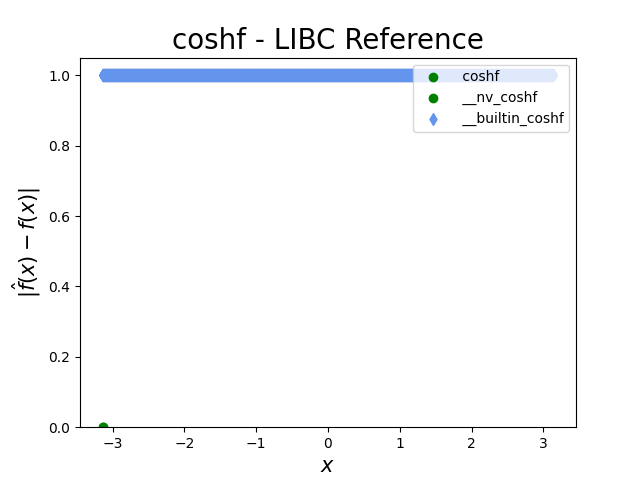 coshf - LIBC Reference
1.0
0.8
0.6
0.4
0.2
0.0
|f̂(x) − f(x)|
coshf
__nv_coshf
__builtin_coshf
−3 −2 −1 0 1 2 3
x